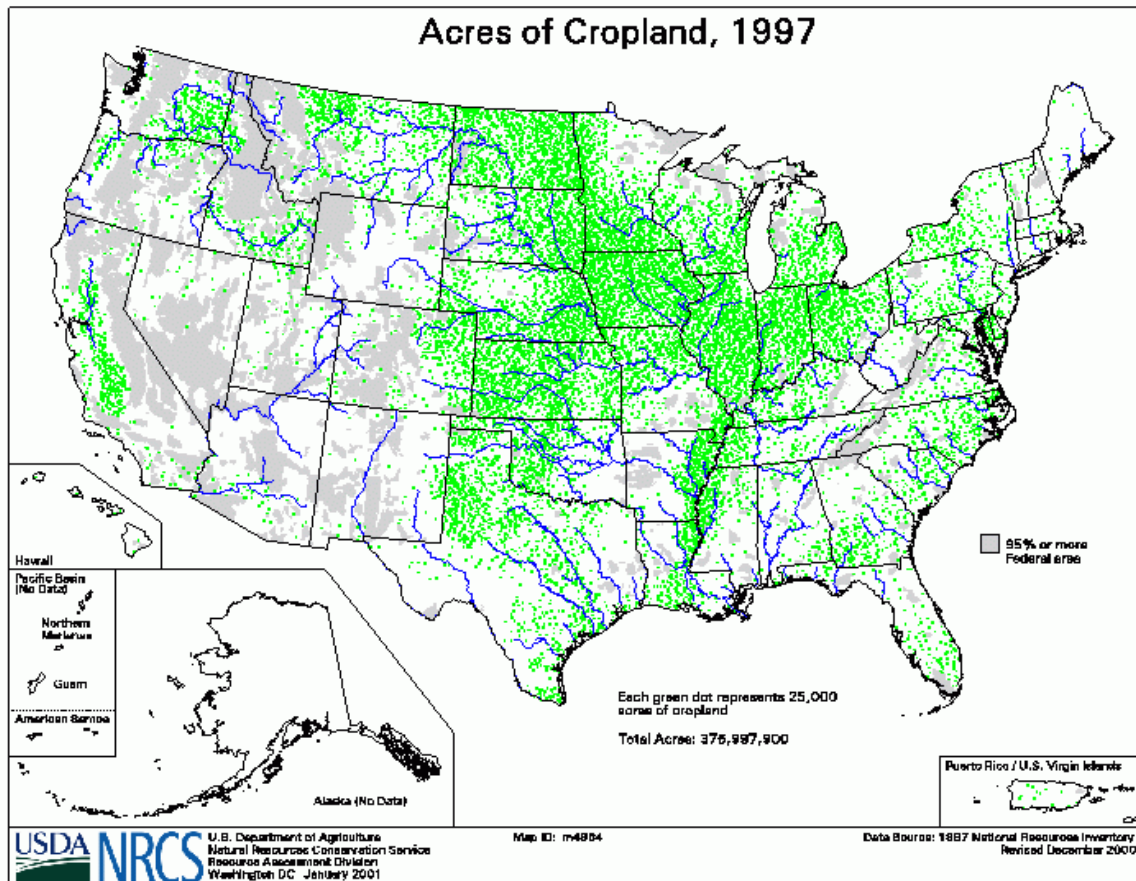 Acres of Cropland, 1997
95% or more
Federal area
Hawaii
Pacific Basin
(No Data)
Northern
Marianas
Guam
American Samoa
Alaska (No Data)
Each green dot represents 25,000
acres of cropland
Total Acres: 376,997,900
Puerto Rico / U.S. Virgin Islands
USDA
NRCS
U.S. Department of Agriculture
Natural Resources Conservation Service
Resource Assessment Division
Washington DC January 2001
Map ID:
Data Source: 1997 National Resources Inventory
Revised December 2000